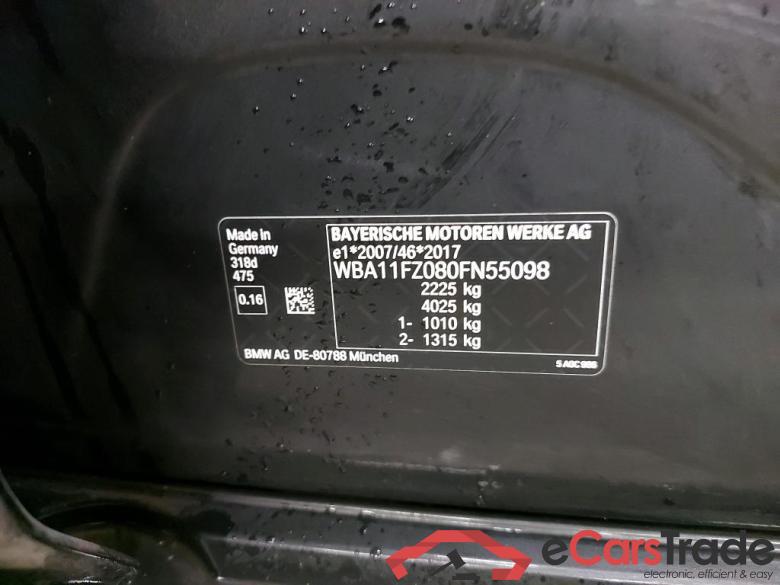 Made in
Germany
318d
475
0.16
BAYERISCHE MOTOREN WERKE AG
e1*2007/46*2017
WBA11FZ080FN55098
2225 kg
4025 kg
1- 1010 kg
2- 1315 kg
BMW AG DE-80788 München
eCarsTrade
electronic, efficient & easy